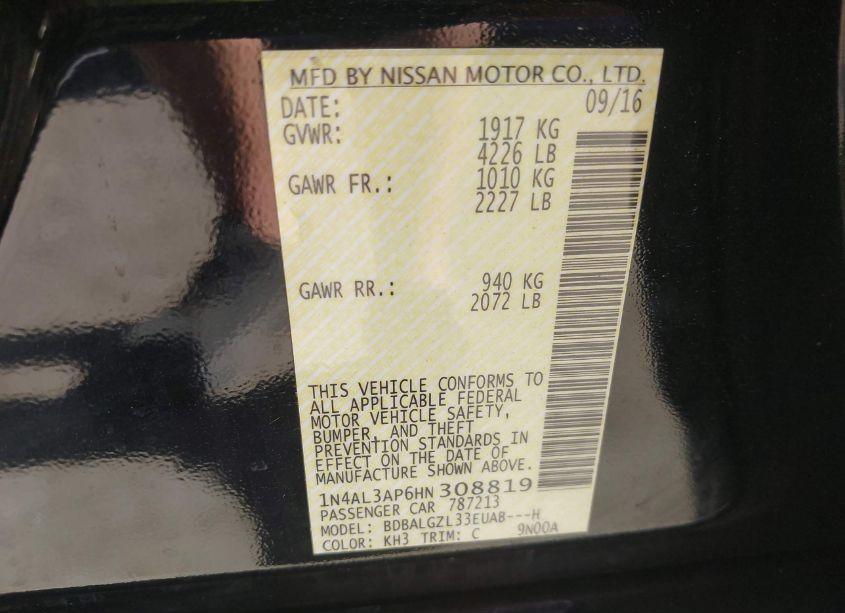 MFD BY NISSAN MOTOR CO., LTD.
DATE: 09/16
GVWR: 1917 KG
4226 LB
GAWR FR.: 1010 KG
2227 LB
GAWR RR.: 940 KG
2072 LB
THIS VEHICLE CONFORMS TO
ALL APPLICABLE FEDERAL
MOTOR VEHICLE SAFETY,
BUMPER, AND THEFT
PREVENTION STANDARDS IN
EFFECT ON THE DATE OF
MANUFACTURE SHOWN ABOVE.
1N4AL3AP6HN308819
PASSENGER CAR 787213
MODEL: BDBALGZL33EUAB---H
COLOR: KH3 TRIM: C 9N00A